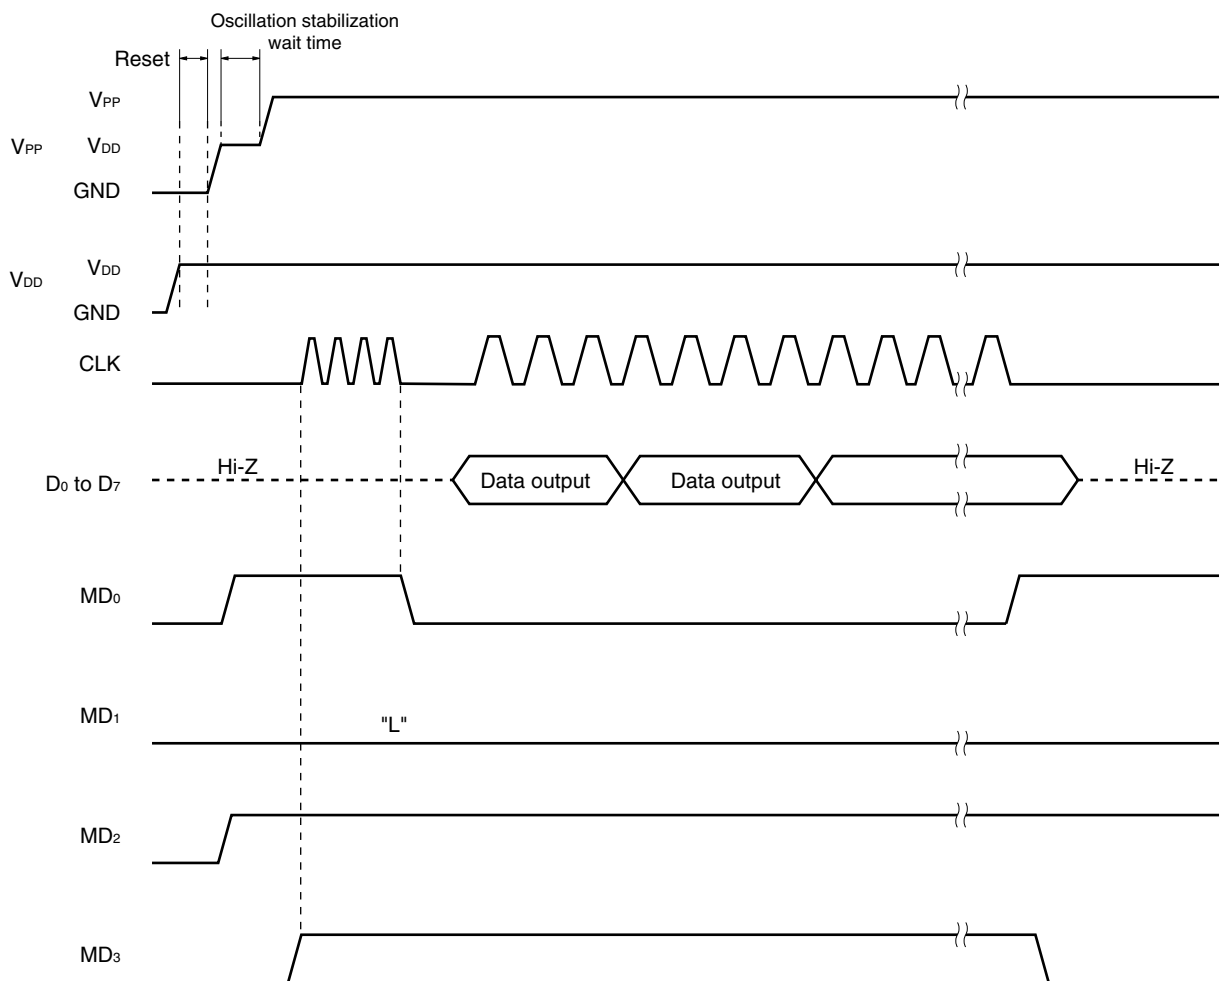 Oscillation stabilization
wait time
Reset
VPP
VPP
VDD
GND
VDD
VDD
GND
CLK
Hi-Z
Hi-Z
D0 to D7
Data output
Data output
MD0
MD1
"L"
MD2
MD3